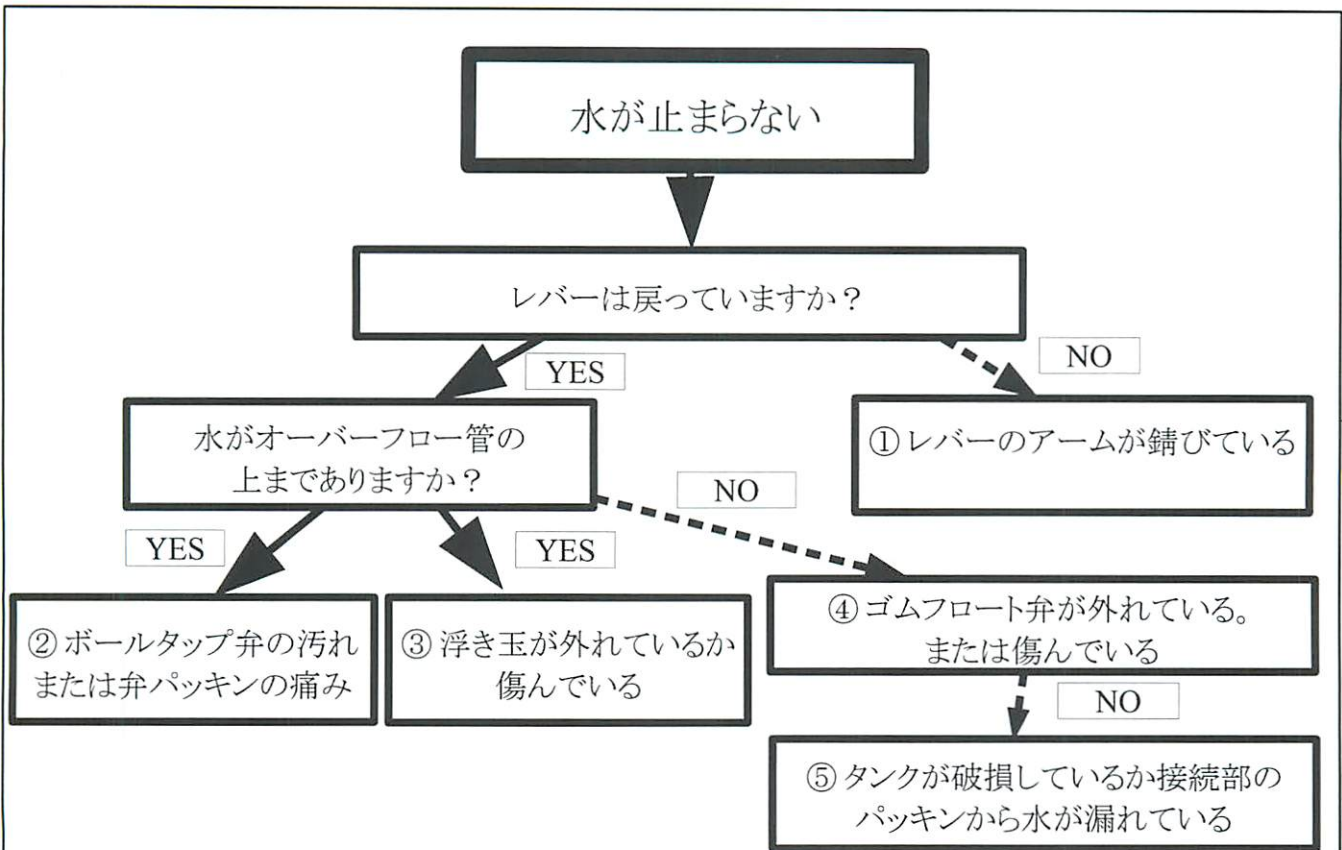 水が止まらない
レバーは戻っていますか？
YES
NO
水がオーバーフロー管の
上までありますか？
①レバーのアームが錆びている
NO
YES
YES
②ボールタップ弁の汚れ
または弁パッキンの痛み
③浮き玉が外れているか
傷んでいる
④ゴムフロート弁が外れている。
または傷んでいる
NO
⑤タンクが破損しているか接続部の
パッキンから水が漏れている